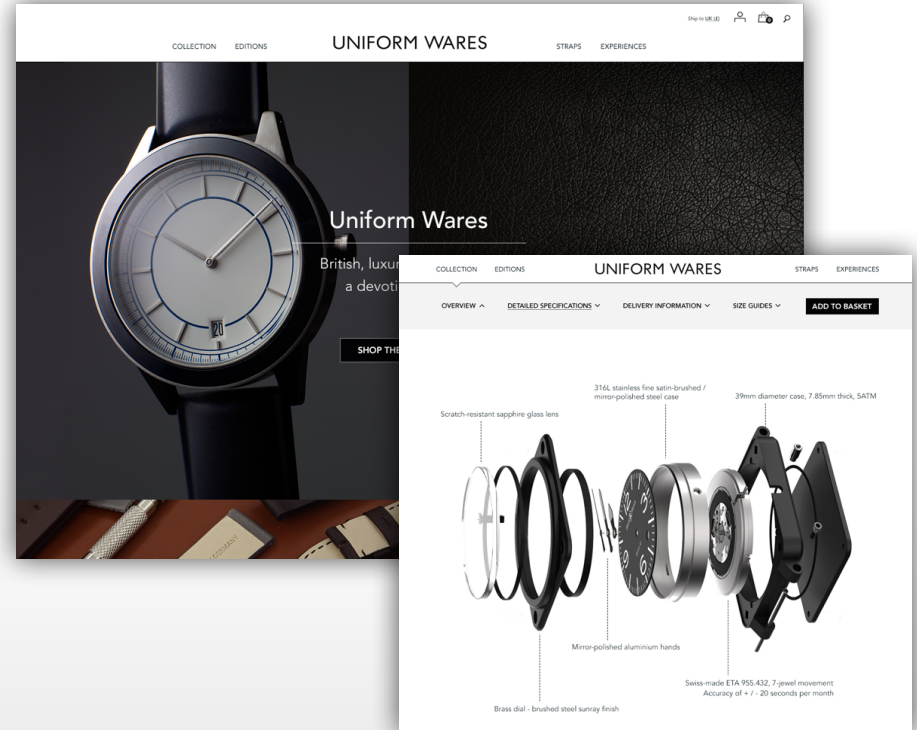 Ship to UK (£)
0
COLLECTION
EDITIONS
UNIFORM WARES
STRAPS
EXPERIENCES
20
Uniform Wares
British, luxur
a devoti
SHOP THE
GERMANY
COLLECTION
EDITIONS
UNIFORM WARES
STRAPS
EXPERIENCES
OVERVIEW
DETAILED SPECIFICATIONS
DELIVERY INFORMATION
SIZE GUIDES
ADD TO BASKET
316L stainless fine satin-brushed /
mirror-polished steel case
39mm diameter case, 7.85mm thick, 5ATM
Scratch-resistant sapphire glass lens
Mirror-polished aluminium hands
Swiss-made ETA 955.432, 7-jewel movement
Accuracy of + / - 20 seconds per month
Brass dial - brushed steel sunray finish